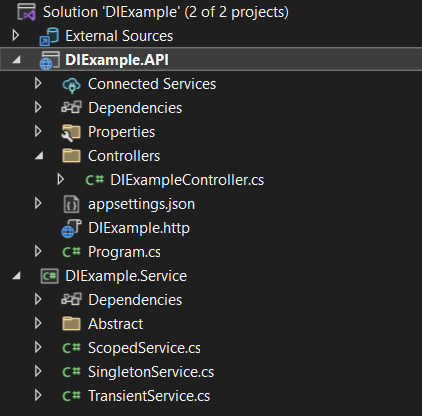 Solution 'DIExample' (2 of 2 projects)
External Sources
DIExample.API
Connected Services
Dependencies
Properties
Controllers
C# DIExampleController.cs
appsettings.json
DIExample.http
C# Program.cs
C# DIExample.Service
Dependencies
Abstract
C# ScopedService.cs
C# SingletonService.cs
C# TransientService.cs